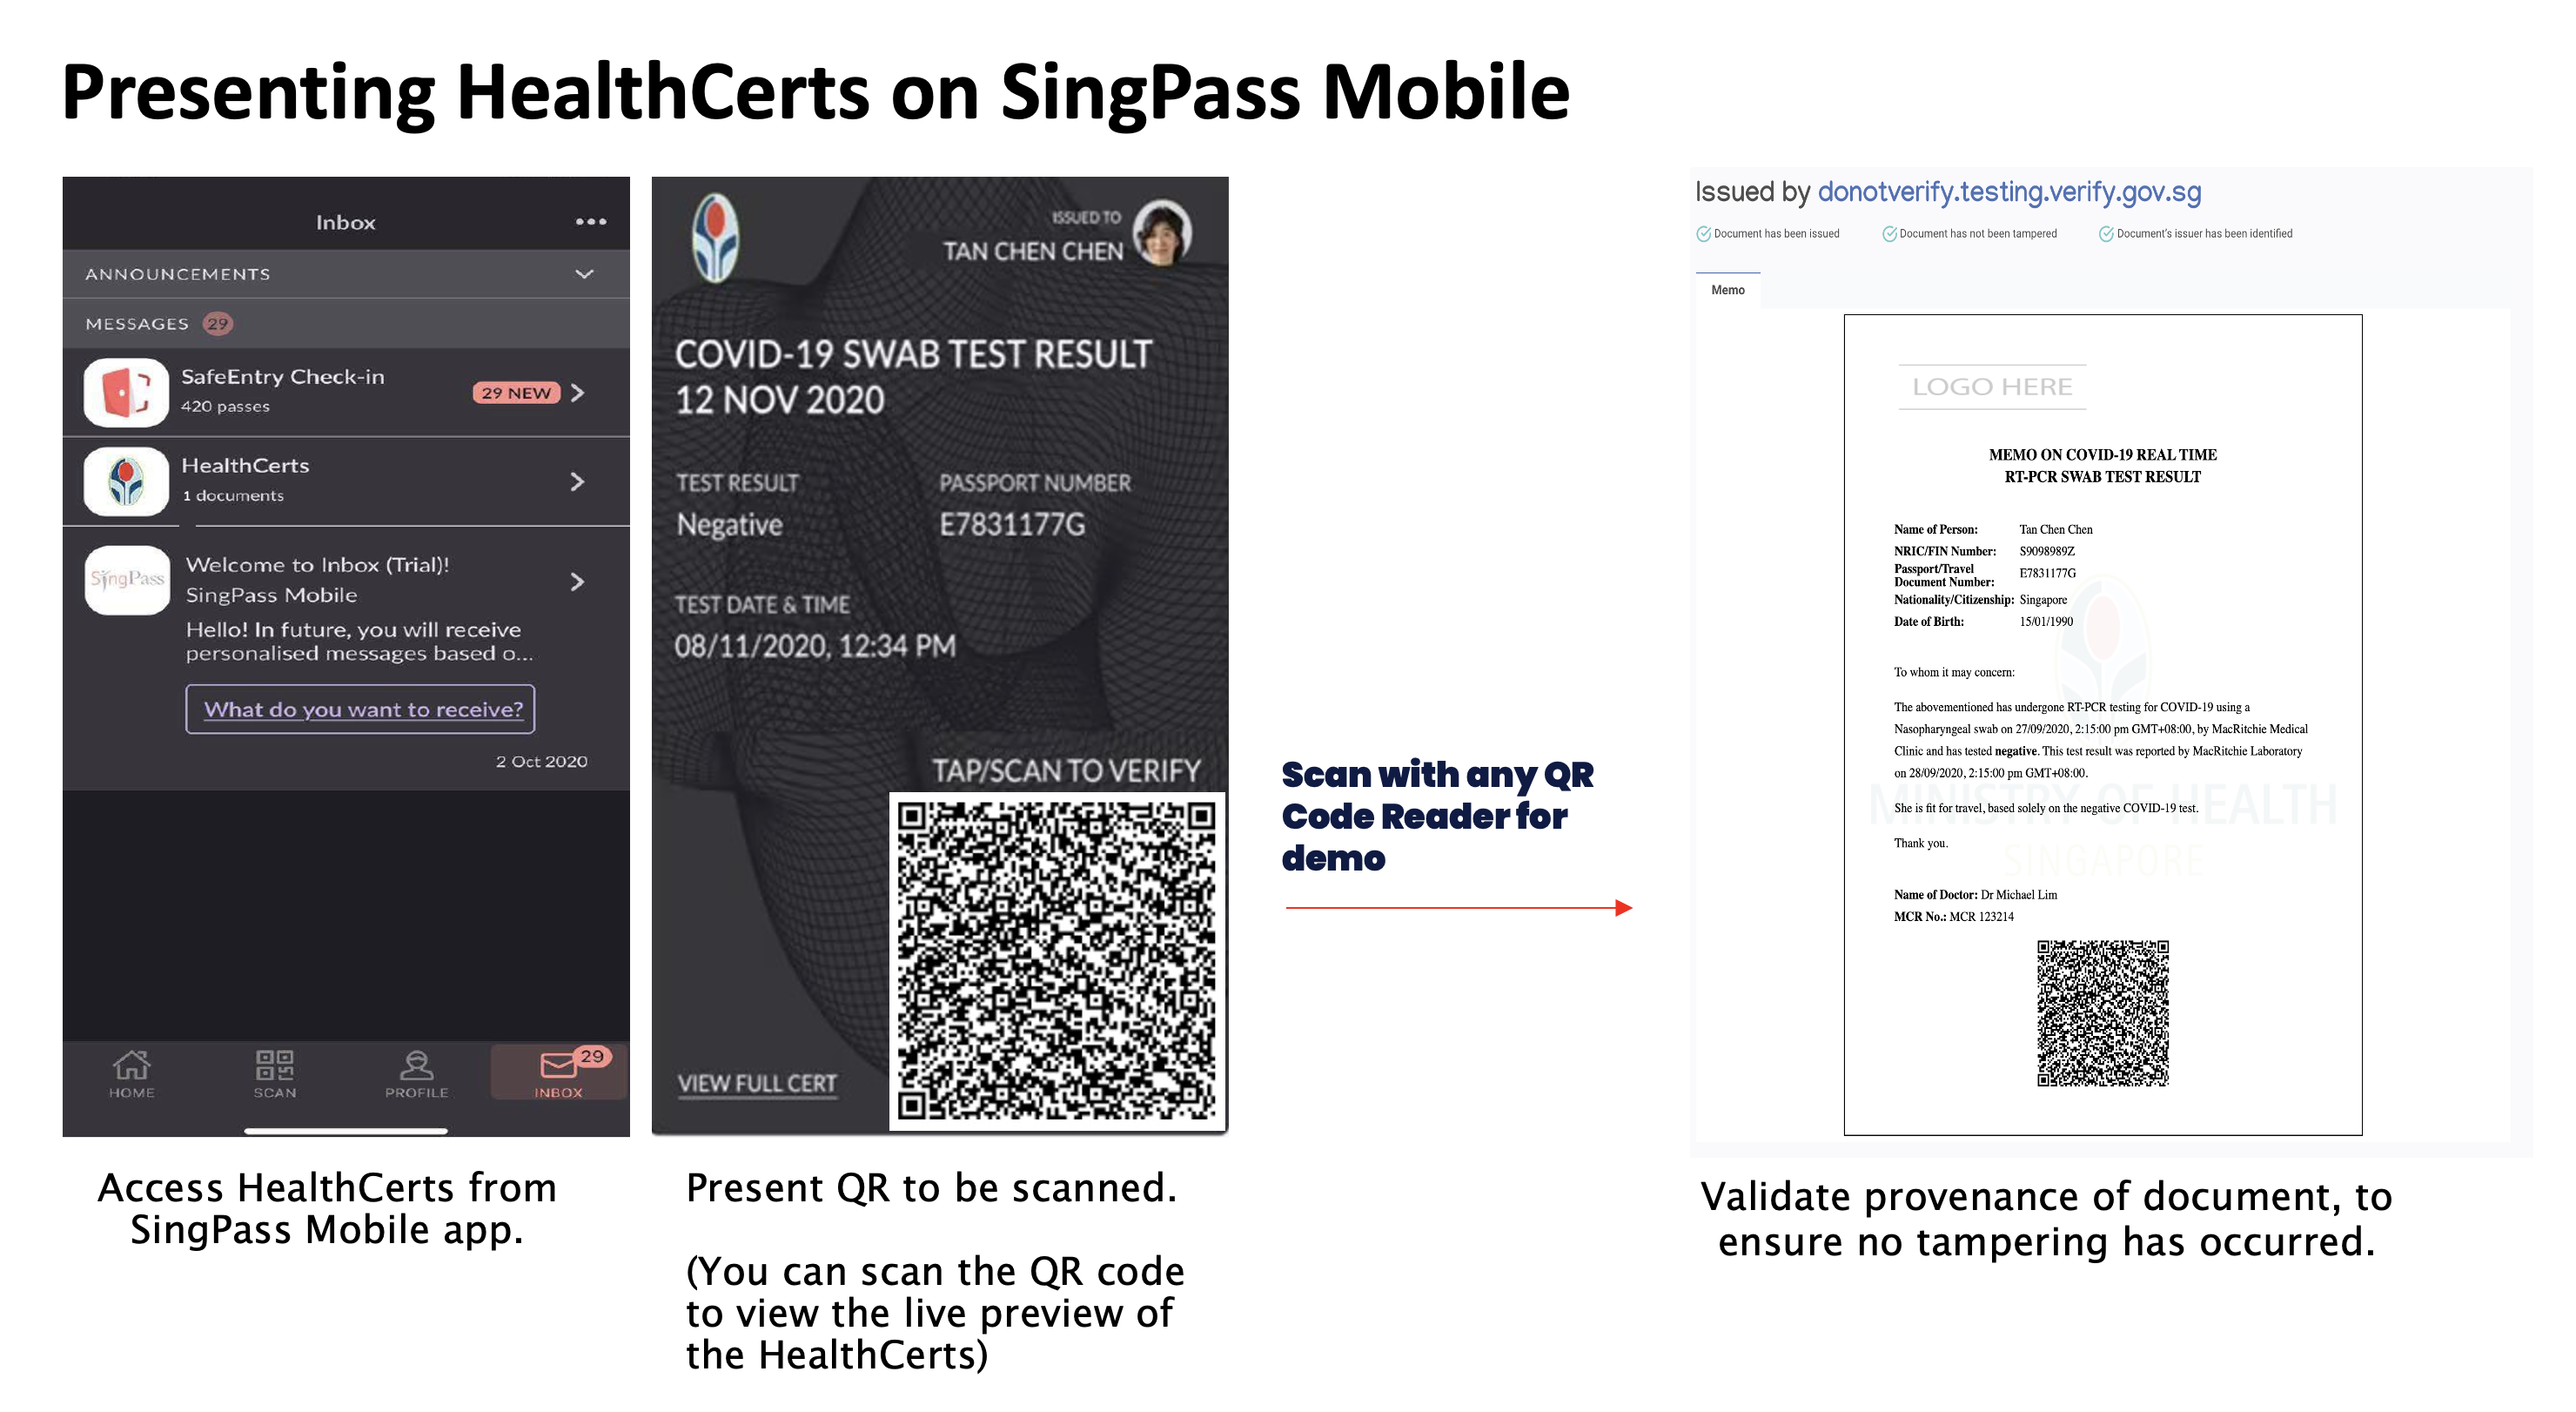 Presenting HealthCerts on SingPass Mobile
Inbox
ANNOUNCEMENTS
MESSAGES 29
SafeEntry Check-in
420 passes
29 NEW
HealthCerts
1 documents
SingPass
Welcome to Inbox (Trial)!
SingPass Mobile
Hello! In future, you will receive
personalised messages based o...
What do you want to receive?
2 Oct 2020
HOME
SCAN
PROFILE
29
INBOX
Access HealthCerts from
SingPass Mobile app.
ISSUED TO
TAN CHEN CHEN
COVID-19 SWAB TEST RESULT
12 NOV 2020
TEST RESULT
PASSPORT NUMBER
Negative
E7831177G
TEST DATE & TIME
08/11/2020, 12:34 PM
TAP/SCAN TO VERIFY
VIEW FULL CERT
Present QR to be scanned.
(You can scan the QR code
to view the live preview of
the HealthCerts)
Scan with any QR
Code Reader for
demo
Issued by donotverify.testing.verify.gov.sg
Document has been issued
Document has not been tampered
Document's issuer has been identified
Memo
LOGO HERE
MEMO ON COVID-19 REAL TIME
RT-PCR SWAB TEST RESULT
Name of Person: Tan Chen Chen
NRIC/FIN Number: S9098989Z
Passport/Travel
Document Number: E7831177G
Nationality/Citizenship: Singapore
Date of Birth: 15/01/1990
To whom it may concern:
The abovementioned has undergone RT-PCR testing for COVID-19 using a
Nasopharyngeal swab on 27/09/2020, 2:15:00 pm GMT+08:00, by MacRitchie Medical
Clinic and has tested negative. This test result was reported by MacRitchie Laboratory
on 28/09/2020, 2:15:00 pm GMT+08:00.
MINISTRY OF HEALTH
She is fit for travel, based solely on the negative COVID-19 test.
Thank you.
SINGAPORE
Name of Doctor: Dr Michael Lim
MCR No.: MCR 123214
Validate provenance of document, to
ensure no tampering has occurred.